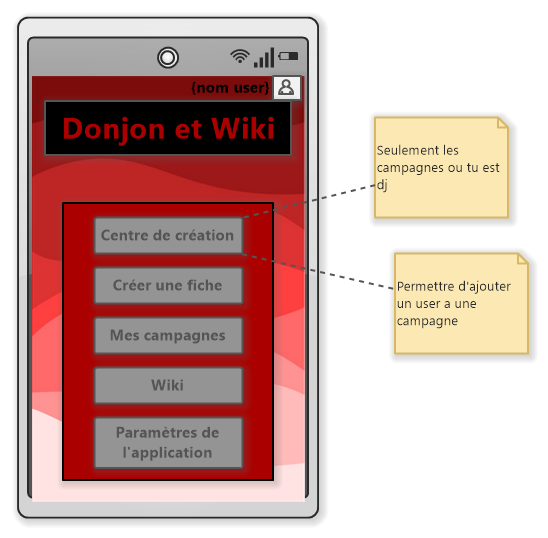 (nom user)
Donjon et Wiki
Centre de création
Créer une fiche
Mes campagnes
Wiki
Paramètres de
l'application
Seulement les
campagnes ou tu est
dj
Permettre d'ajouter
un user a une
campagne